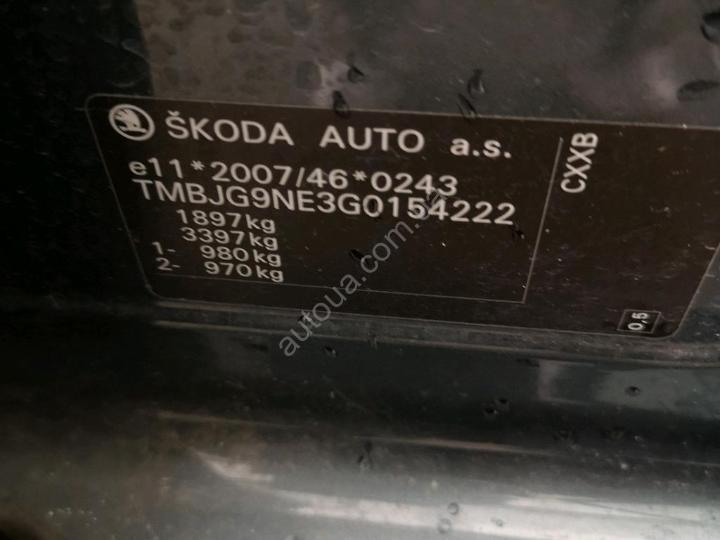 ŠKODA AUTO a.s.
e11*2007/46*0243
TMBJG9NE3G0154222
1897kg
3397kg
1- 980kg
2- 970kg
CXXB
0,5
autoua.com.ua